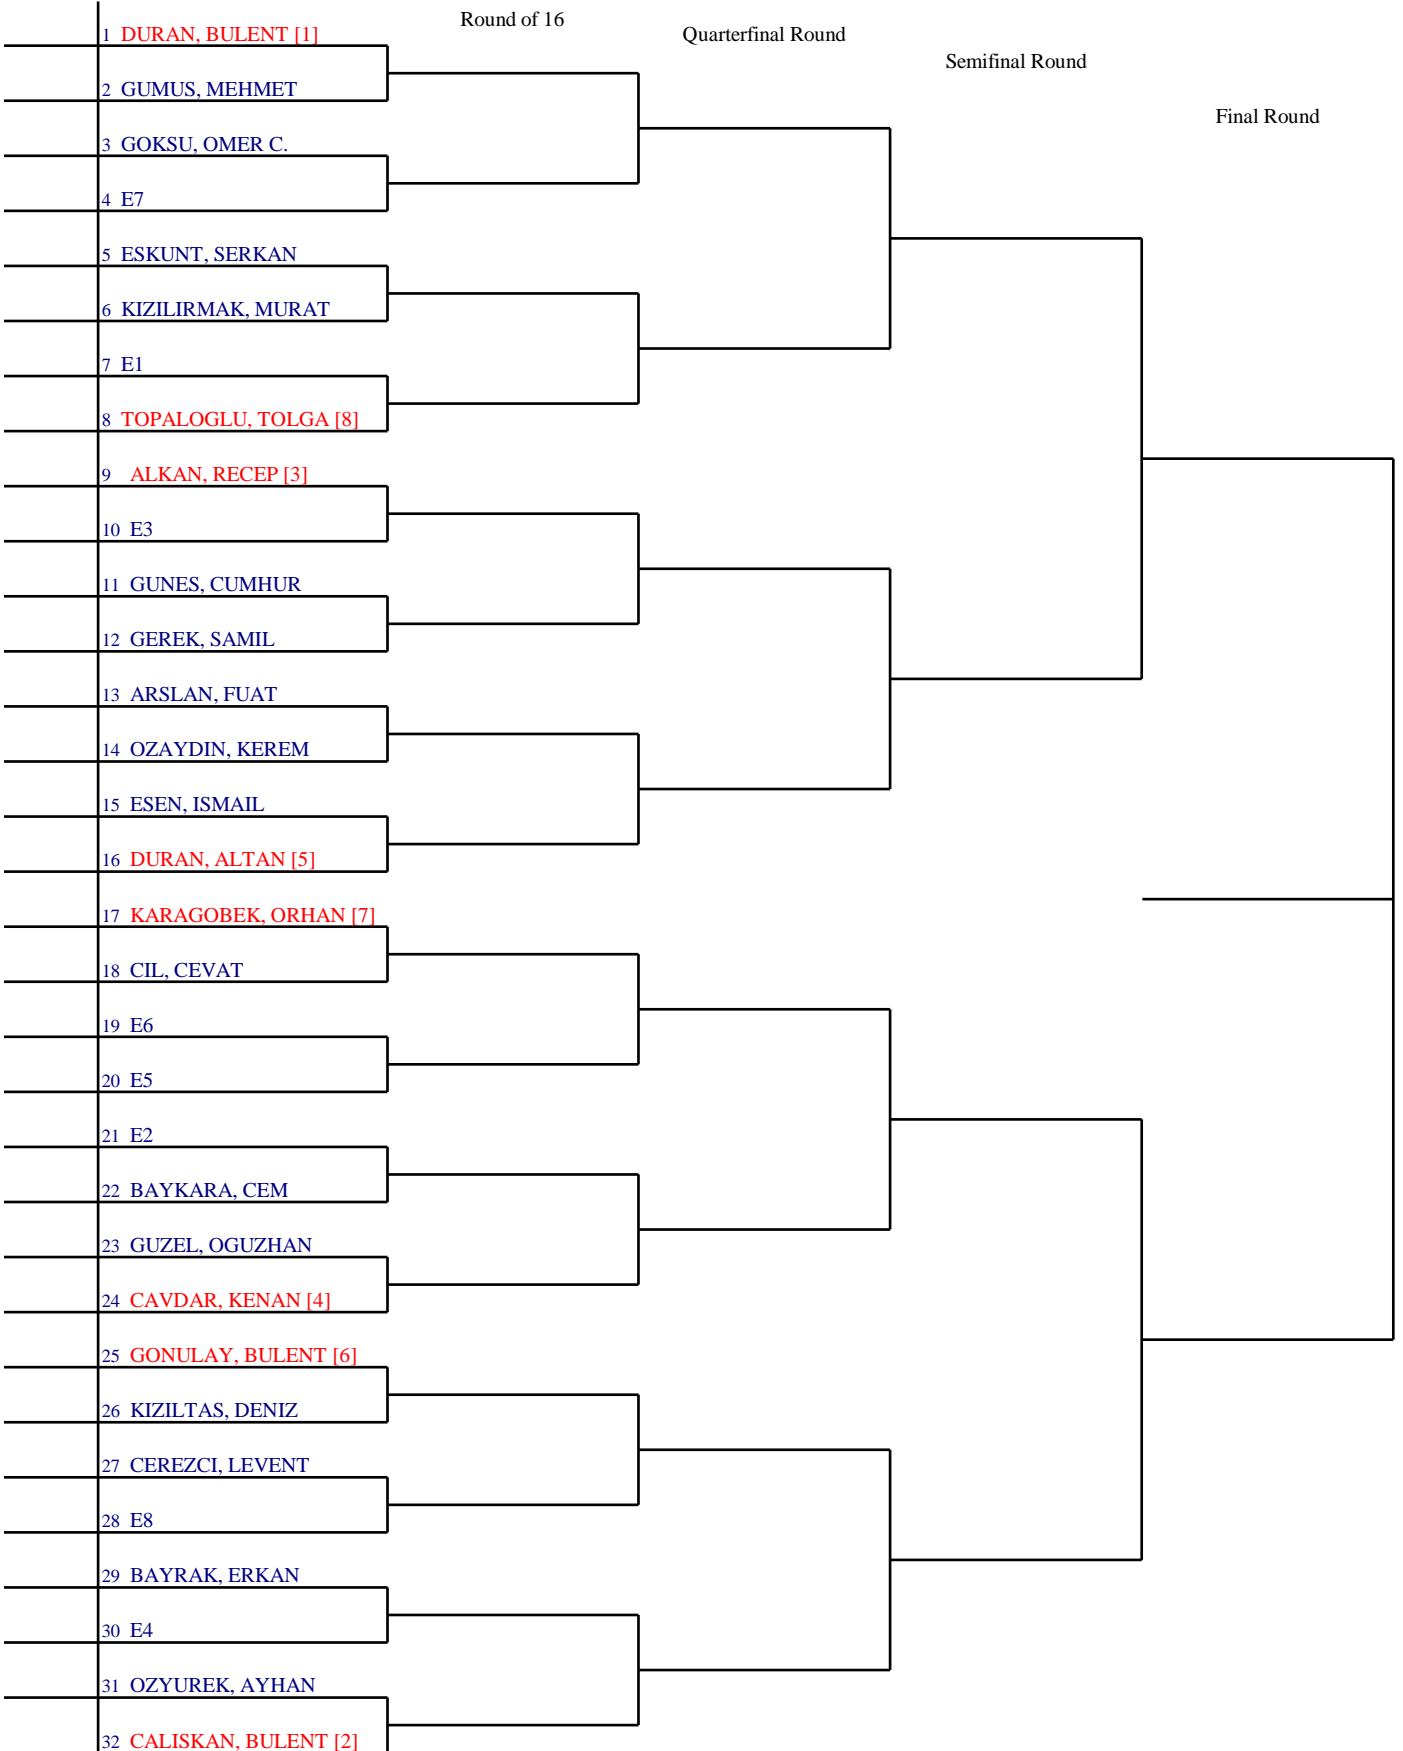 Round of 16
Quarterfinal Round
Semifinal Round
Final Round
1 DURAN, BULENT [1]
2 GUMUS, MEHMET
3 GOKSU, OMER C.
4 E7
5 ESKUNT, SERKAN
6 KIZILIRMAK, MURAT
7 E1
8 TOPALOGLU, TOLGA [8]
9 ALKAN, RECEP [3]
10 E3
11 GUNES, CUMHUR
12 GEREK, SAMIL
13 ARSLAN, FUAT
14 OZAYDIN, KEREM
15 ESEN, ISMAIL
16 DURAN, ALTAN [5]
17 KARAGOBEK, ORHAN [7]
18 CIL, CEVAT
19 E6
20 E5
21 E2
22 BAYKARA, CEM
23 GUZEL, OGUZHAN
24 CAVDAR, KENAN [4]
25 GONULAY, BULENT [6]
26 KIZILTAS, DENIZ
27 CEREZCI, LEVENT
28 E8
29 BAYRAK, ERKAN
30 E4
31 OZYUREK, AYHAN
32 CALISKAN, BULENT [2]